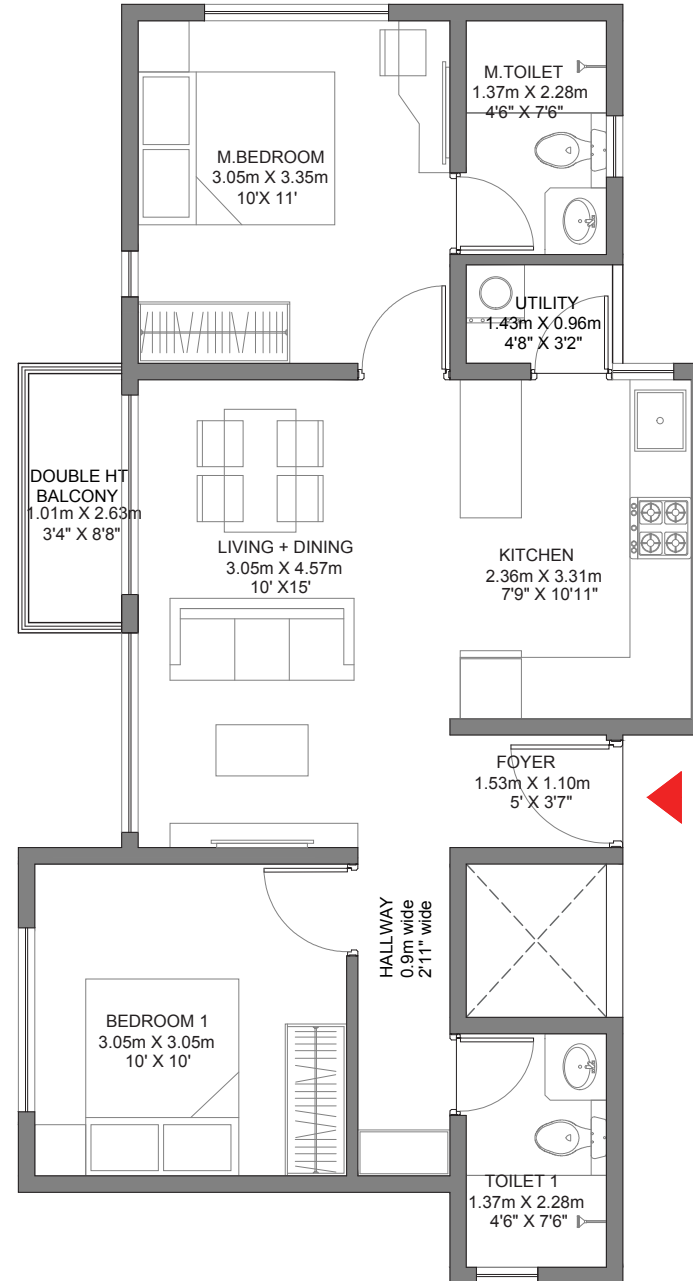 M.TOILET
1.37m X 2.28m
4'6" X 7'6"
M.BEDROOM
3.05m X 3.35m
10'X 11'
UTILITY
1.43m X 0.96m
4'8" X 3'2"
DOUBLE HT
BALCONY
1.01m X 2.63m
3'4" X 8'8"
LIVING + DINING
3.05m X 4.57m
10' X15'
KITCHEN
2.36m X 3.31m
7'9" X 10'11"
FOYER
1.53m X 1.10m
5' X 3'7"
HALLWAY
0.9m wide
2'11" wide
BEDROOM 1
3.05m X 3.05m
10' X 10'
TOILET 1
1.37m X 2.28m
4'6" X 7'6"